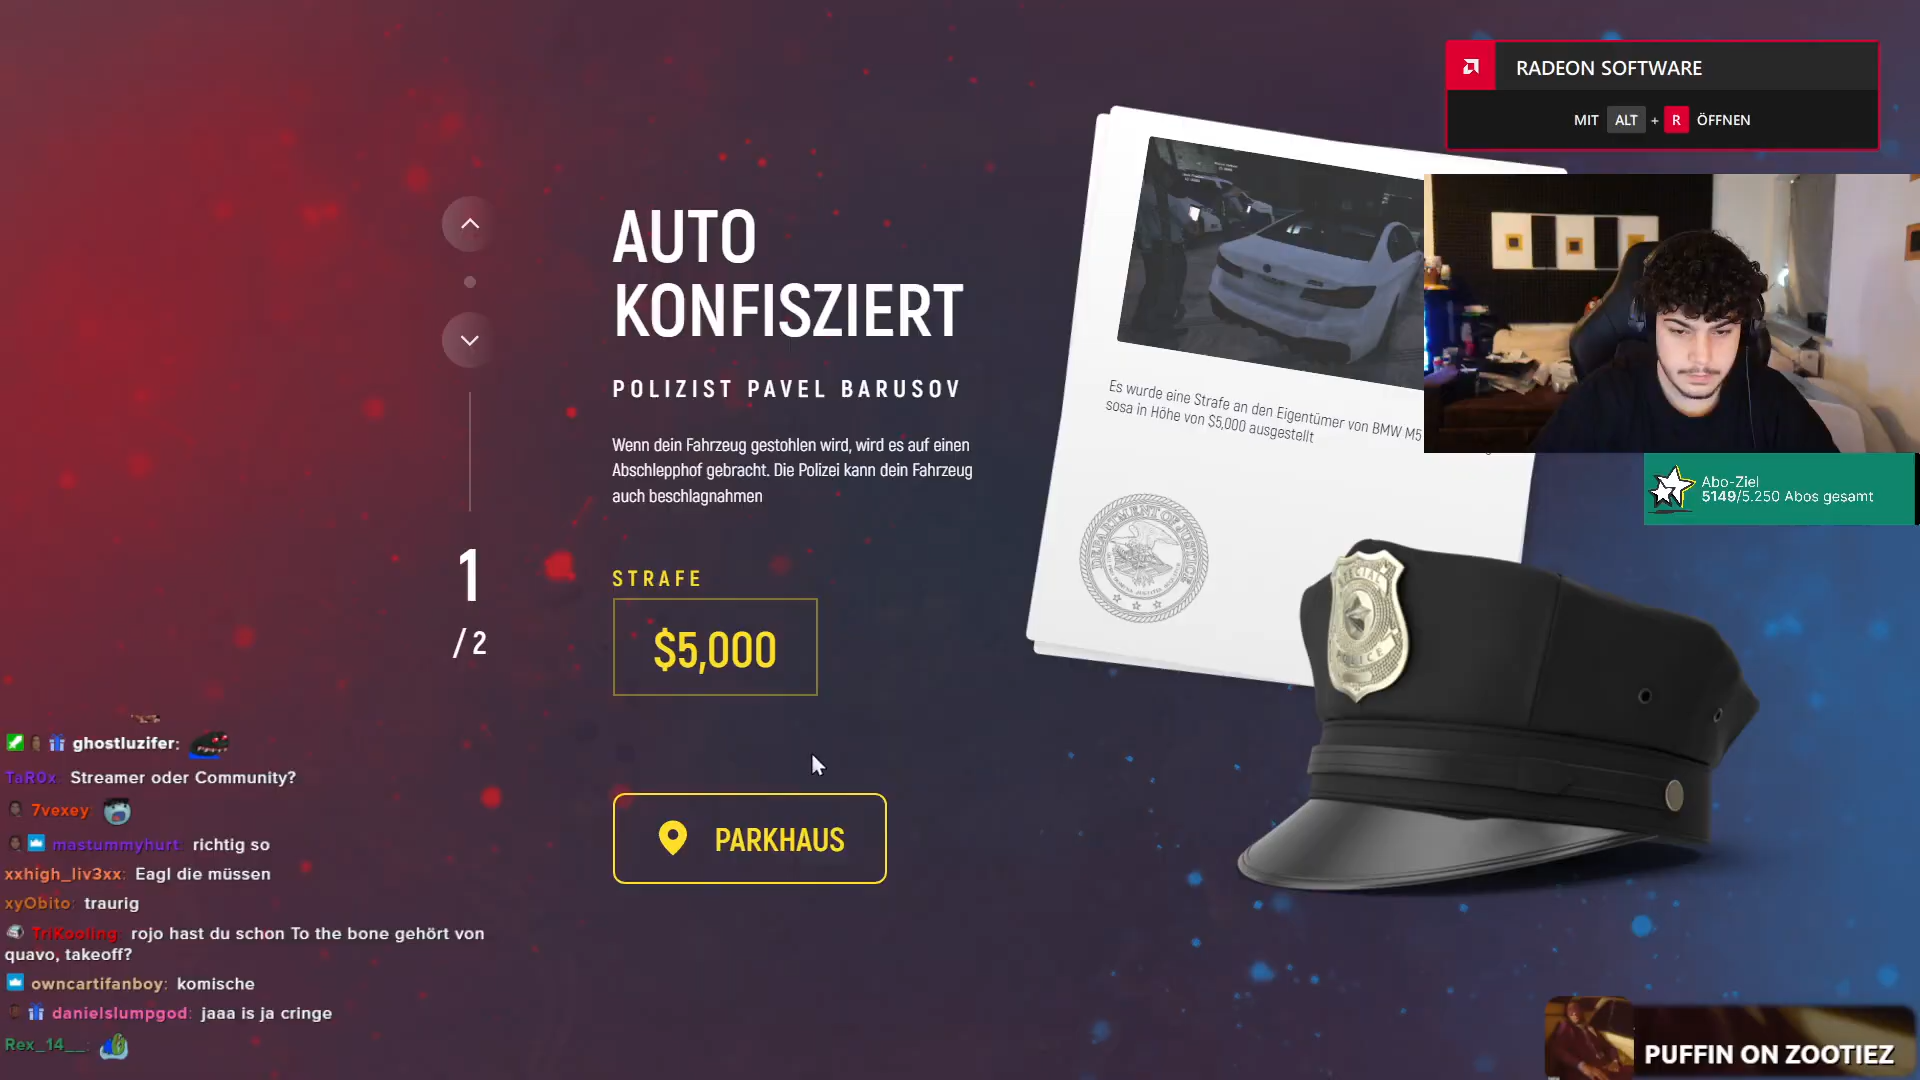 RADEON SOFTWARE
MIT ALT + R ÖFFNEN
AUTO
KONFISZIERT
POLIZIST PAVEL BARUSOV
Wenn dein Fahrzeug gestohlen wird, wird es auf einen
Abschlepphof gebracht. Die Polizei kann dein Fahrzeug
auch beschlagnahmen
1
/ 2
STRAFE
$5,000
PARKHAUS
Es wurde eine Strafe an den Eigentümer von BMW M5
sosa in Höhe von $5,000 ausgestellt
DEPARTMENT OF JUSTICE
SPECIAL
POLICE
Abo-Ziel
5149/5.250 Abos gesamt
ghostluzifer:
TaR0x: Streamer oder Community?
7vexey:
mastummyhurt: richtig so
xxhigh_liv3xx: Eagl die müssen
xyObito: traurig
TriKooling: rojo hast du schon To the bone gehört von
quavo, takeoff?
owncartifanboy: komische
danielslumpgod: jaaa is ja cringe
Rex_14__:
PUFFIN ON ZOOTIEZ